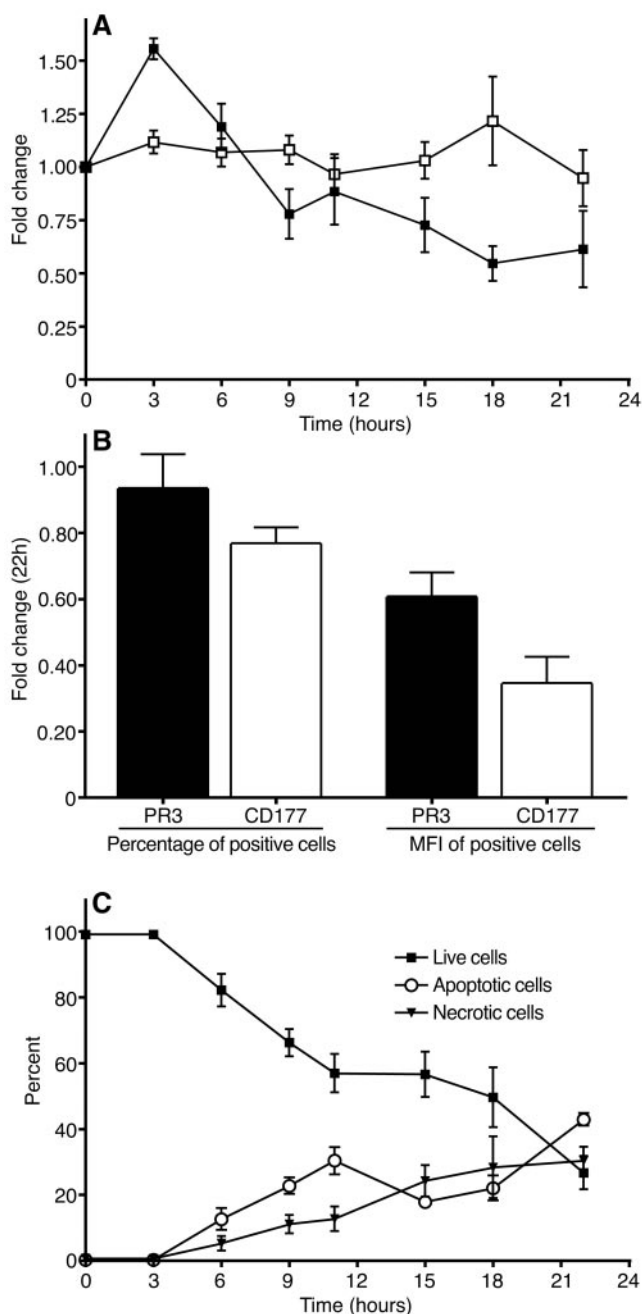 A
Fold change
1.50
1.25
1.00
0.75
0.50
0.25
0
0 3 6 9 12 15 18 21 24
Time (hours)
B
Fold change (22h)
1.00
0.80
0.60
0.40
0.20
0
PR3 CD177 PR3 CD177
Percentage of positive cells MFI of positive cells
C
Percent
100
80
60
40
20
0
Live cells
Apoptotic cells
Necrotic cells
0 3 6 9 12 15 18 21 24
Time (hours)